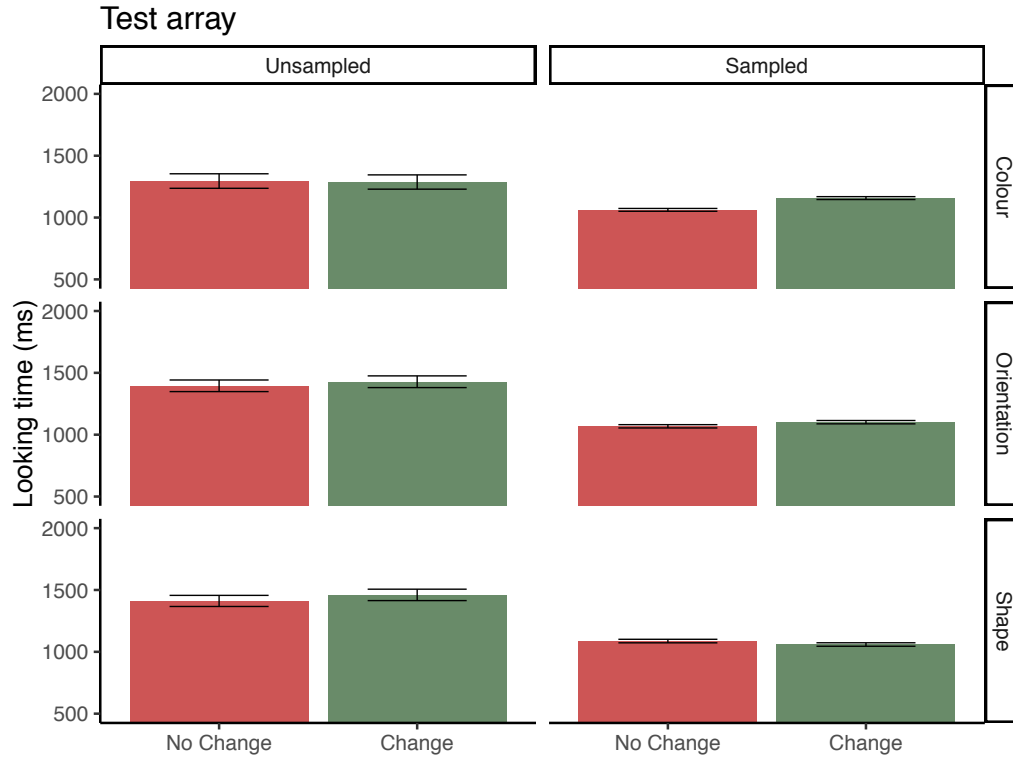 Test array
Unsampled
Sampled
2000
1500
1000
500
Colour
2000
1500
1000
500
Orientation
2000
1500
1000
500
Shape
Looking time (ms)
No Change
Change
No Change
Change